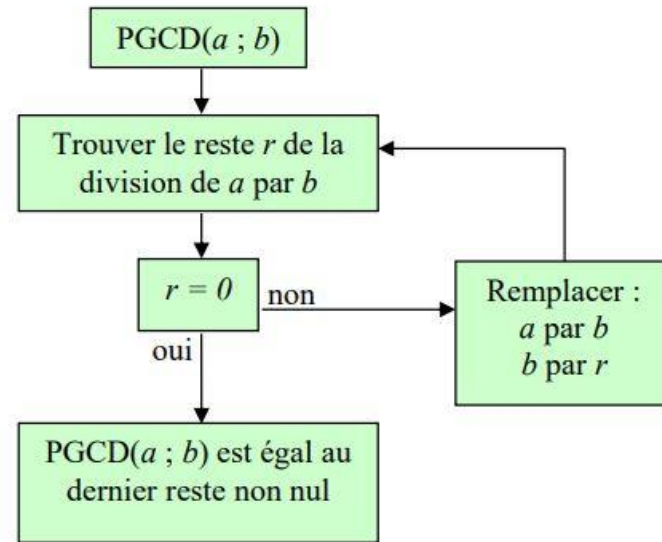 PGCD(a ; b)
Trouver le reste r de la
division de a par b
r = 0
non
oui
Remplacer :
a par b
b par r
PGCD(a ; b) est égal au
dernier reste non nul